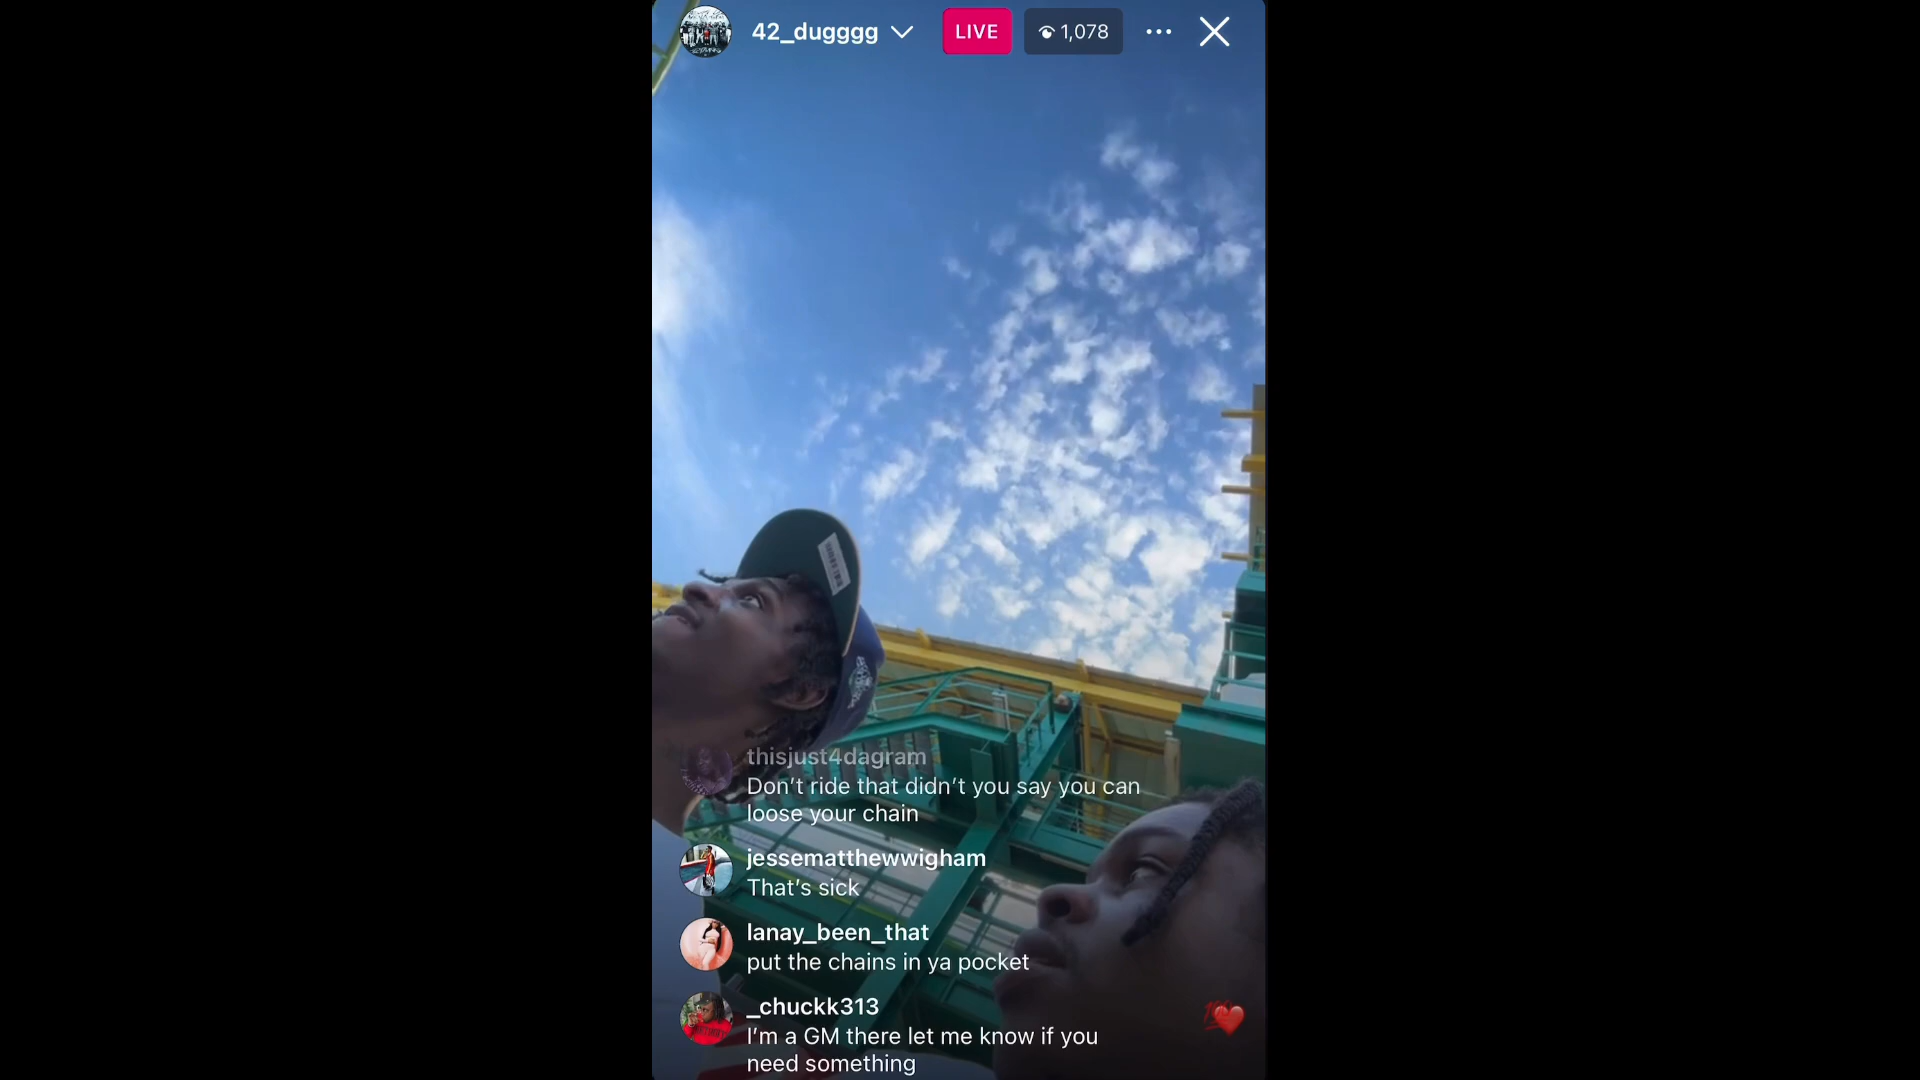 42_dugggg
LIVE
1,078
thisjust4dagram
Don’t ride that didn’t you say you can
loose your chain
jessematthewwigham
That’s sick
lanay_been_that
put the chains in ya pocket
_chuckk313
I’m a GM there let me know if you
need something